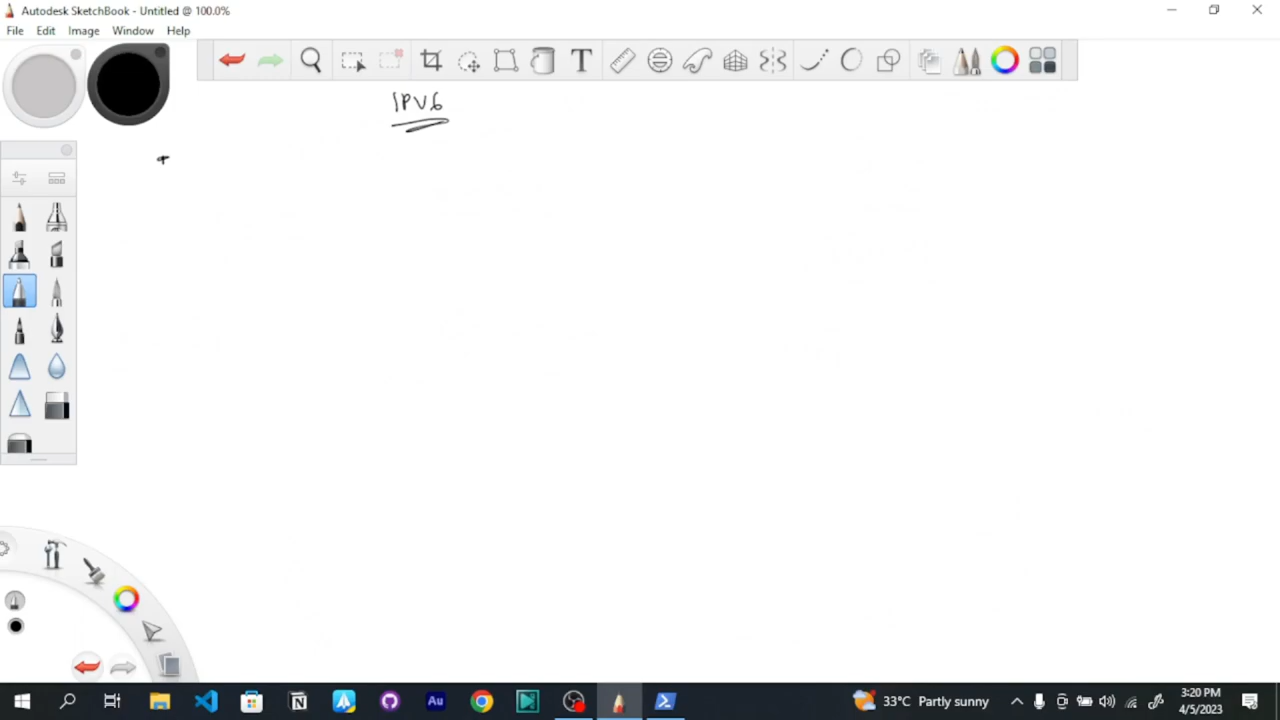 Autodesk SketchBook - Untitled @ 100.0%
File Edit Image Window Help
T
IPV6
N
Au
33°C Partly sunny
3:20 PM
4/5/2023